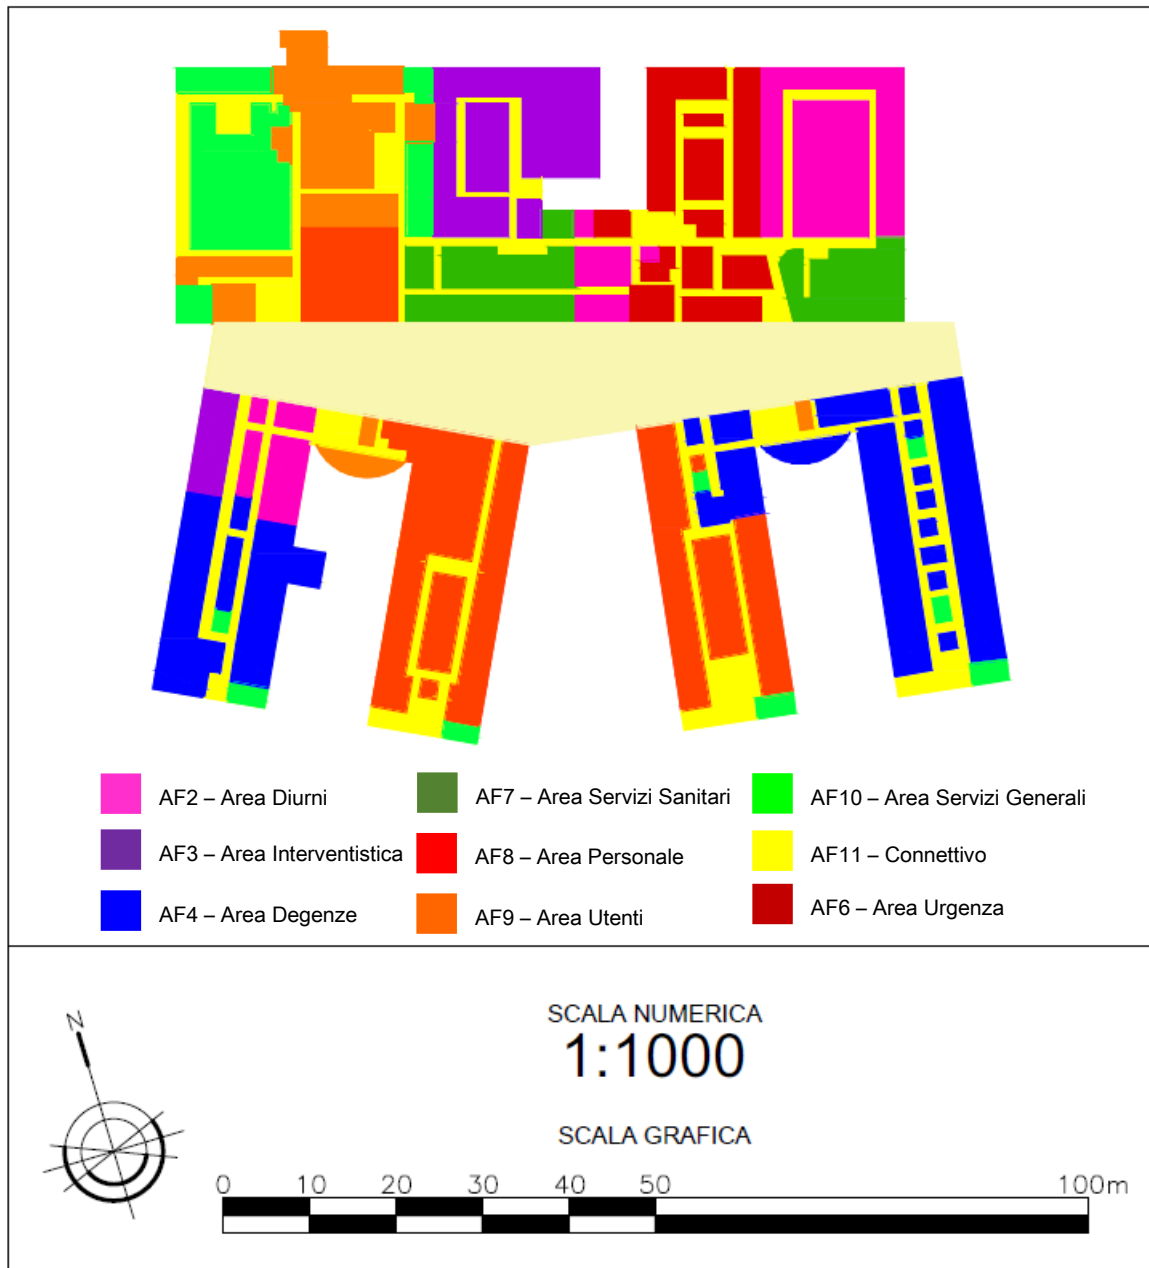 AF2 – Area Diurni
AF7 – Area Servizi Sanitari
AF10 – Area Servizi Generali
AF3 – Area Interventistica
AF8 – Area Personale
AF11 – Connettivo
AF4 – Area Degenze
AF9 – Area Utenti
AF6 – Area Urgenza
N
SCALA NUMERICA
1:1000
SCALA GRAFICA
0 10 20 30 40 50 100m